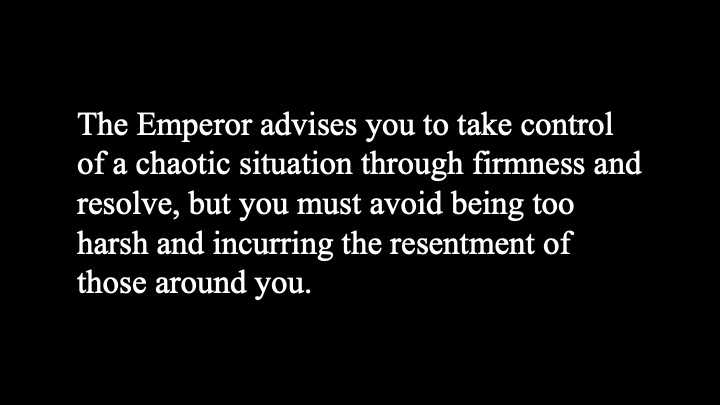 The Emperor advises you to take control
of a chaotic situation through firmness and
resolve, but you must avoid being too
harsh and incurring the resentment of
those around you.